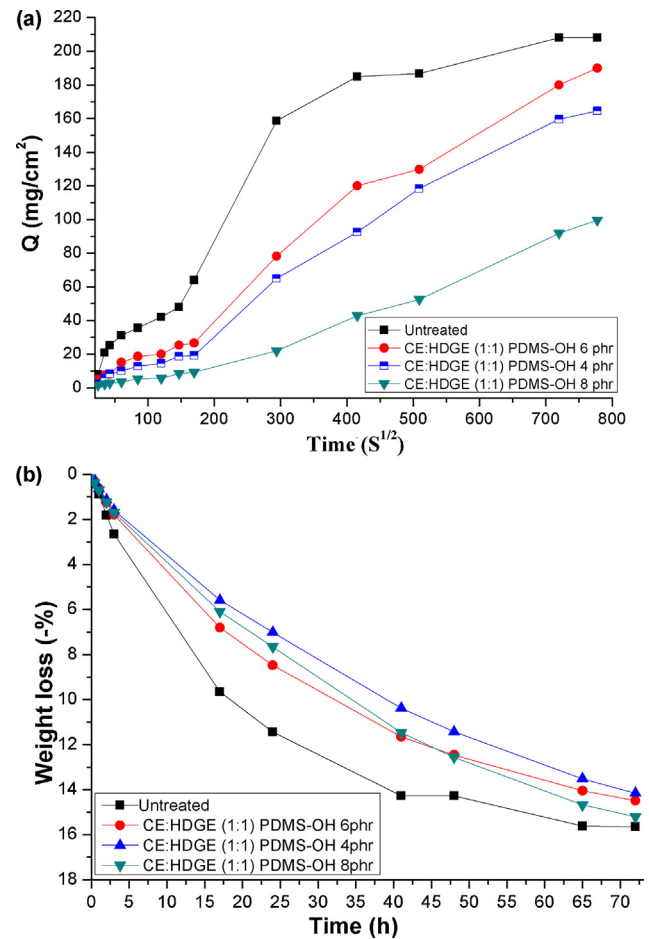 (a)
220
200
180
160
140
120
100
80
60
40
20
0
Q (mg/cm²)
Untreated
CE:HDGE (1:1) PDMS-OH 6 phr
CE:HDGE (1:1) PDMS-OH 4 phr
CE:HDGE (1:1) PDMS-OH 8 phr
100 200 300 400 500 600 700 800
Time (S^1/2)
(b)
0
2
4
6
8
10
12
14
16
18
Weight loss (-%)
Untreated
CE:HDGE (1:1) PDMS-OH 6phr
CE:HDGE (1:1) PDMS-OH 4phr
CE:HDGE (1:1) PDMS-OH 8phr
0 5 10 15 20 25 30 35 40 45 50 55 60 65 70
Time (h)